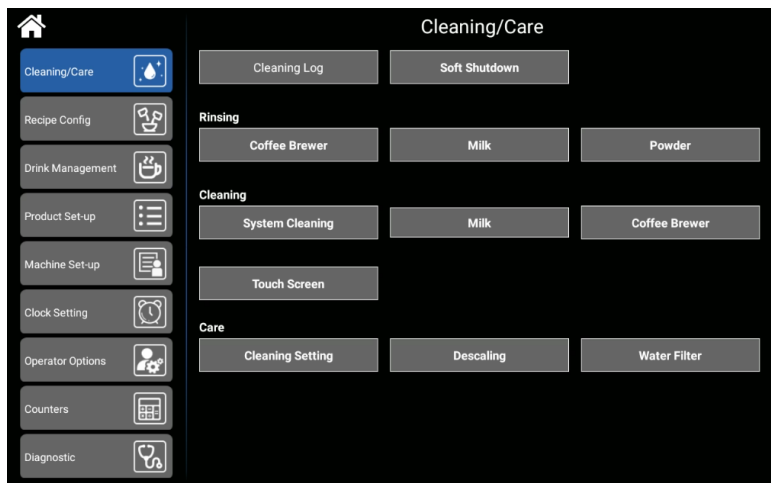 Cleaning/Care
Cleaning/Care
Recipe Config
Drink Management
Product Set-up
Machine Set-up
Clock Setting
Operator Options
Counters
Diagnostic
Cleaning Log
Soft Shutdown
Rinsing
Coffee Brewer
Milk
Powder
Cleaning
System Cleaning
Milk
Coffee Brewer
Touch Screen
Care
Cleaning Setting
Descaling
Water Filter